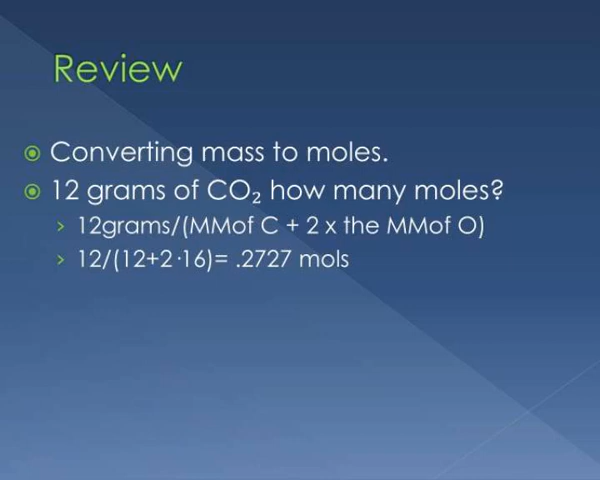 Review
Converting mass to moles.
12 grams of CO₂ how many moles?
12grams/(MMof C + 2 x the MMof O)
12/(12+2·16)= .2727 mols